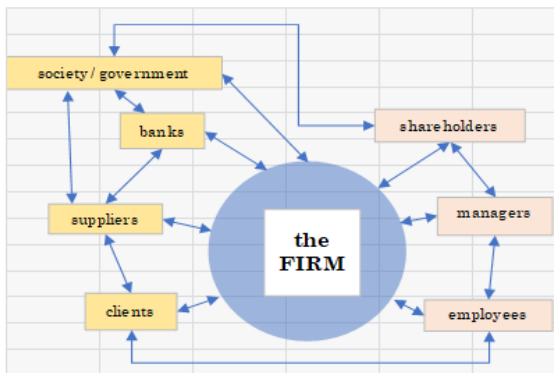 society / government
banks
shareholders
suppliers
managers
the
FIRM
clients
employees